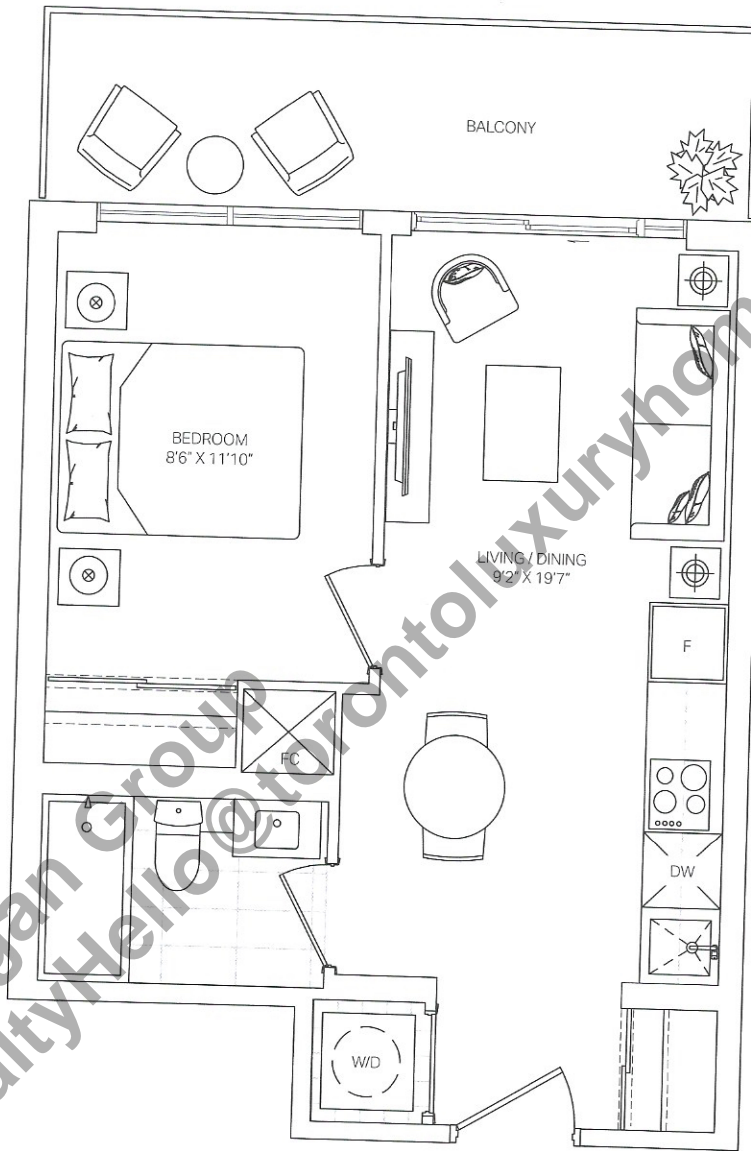 BALCONY
BEDROOM
8'6" X 11'10"
LIVING / DINING
9'2" X 19'7"
F
FC
DW
W/D
gan Group
altyHello@torontoluxuryhom